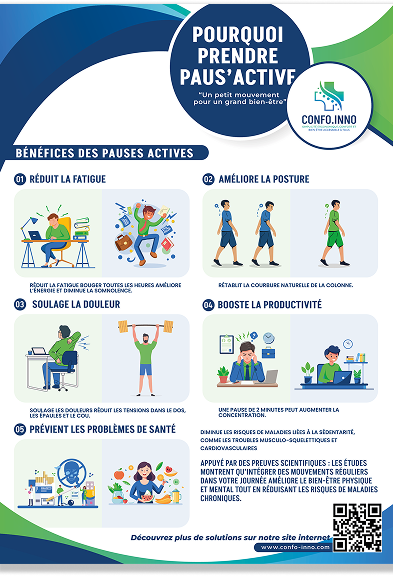 POURQUOI
PRENDRE
PAUS'ACTIVE
"Un petit mouvement
pour un grand bien-être"
CONFO.INNO
BÉNÉFICES DES PAUSES ACTIVES
01 RÉDUIT LA FATIGUE
RÉDUIT LA FATIGUE BOUGER TOUTES LES HEURES AMÉLIORE
L'ÉNERGIE ET DIMINUE LA SOMNOLENCE.
02 AMÉLIORE LA POSTURE
RÉTABLIT LA COURBURE NATURELLE DE LA COLONNE.
03 SOULAGE LA DOULEUR
SOULAGE LES DOULEURS RÉDUIT LES TENSIONS DANS LE DOS,
LES ÉPAULES ET LE COU.
04 BOOSTE LA PRODUCTIVITÉ
UNE PAUSE DE 2 MINUTES PEUT AUGMENTER LA
CONCENTRATION.
05 PRÉVIENT LES PROBLÈMES DE SANTÉ
DIMINUE LES RISQUES DE MALADIES LIÉES À LA SÉDENTARITÉ,
COMME LES TROUBLES MUSCULO-SQUELETTIQUES ET
CARDIOVASCULAIRES
APPUYÉ PAR DES PREUVES SCIENTIFIQUES : LES ÉTUDES
MONTRENT QU'INTÉGRER DES MOUVEMENTS RÉGULIERS
DANS VOTRE JOURNÉE AMÉLIORE LE BIEN-ÊTRE PHYSIQUE
ET MENTAL TOUT EN RÉDUISANT LES RISQUES DE MALADIES
CHRONIQUES.
Découvrez plus de solutions sur notre site internet
www.confo-inno.com